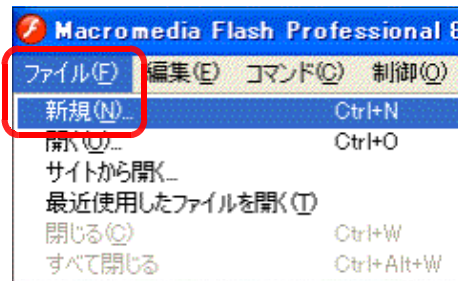 Macromedia Flash Professional 8
ファイル(F) 編集(E) コマンド(C) 制御(O)
新規(N)... Ctrl+N
開く(O)... Ctrl+O
サイトから開く...
最近使用したファイルを開く(T)
閉じる(C) Ctrl+W
すべて閉じる Ctrl+Alt+W